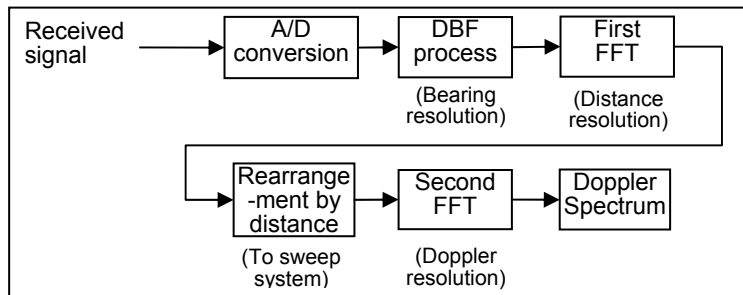 Received
signal
A/D
conversion
DBF
process
First
FFT
(Bearing
resolution)
(Distance
resolution)
Rearrange
-ment by
distance
Second
FFT
Doppler
Spectrum
(To sweep
system)
(Doppler
resolution)